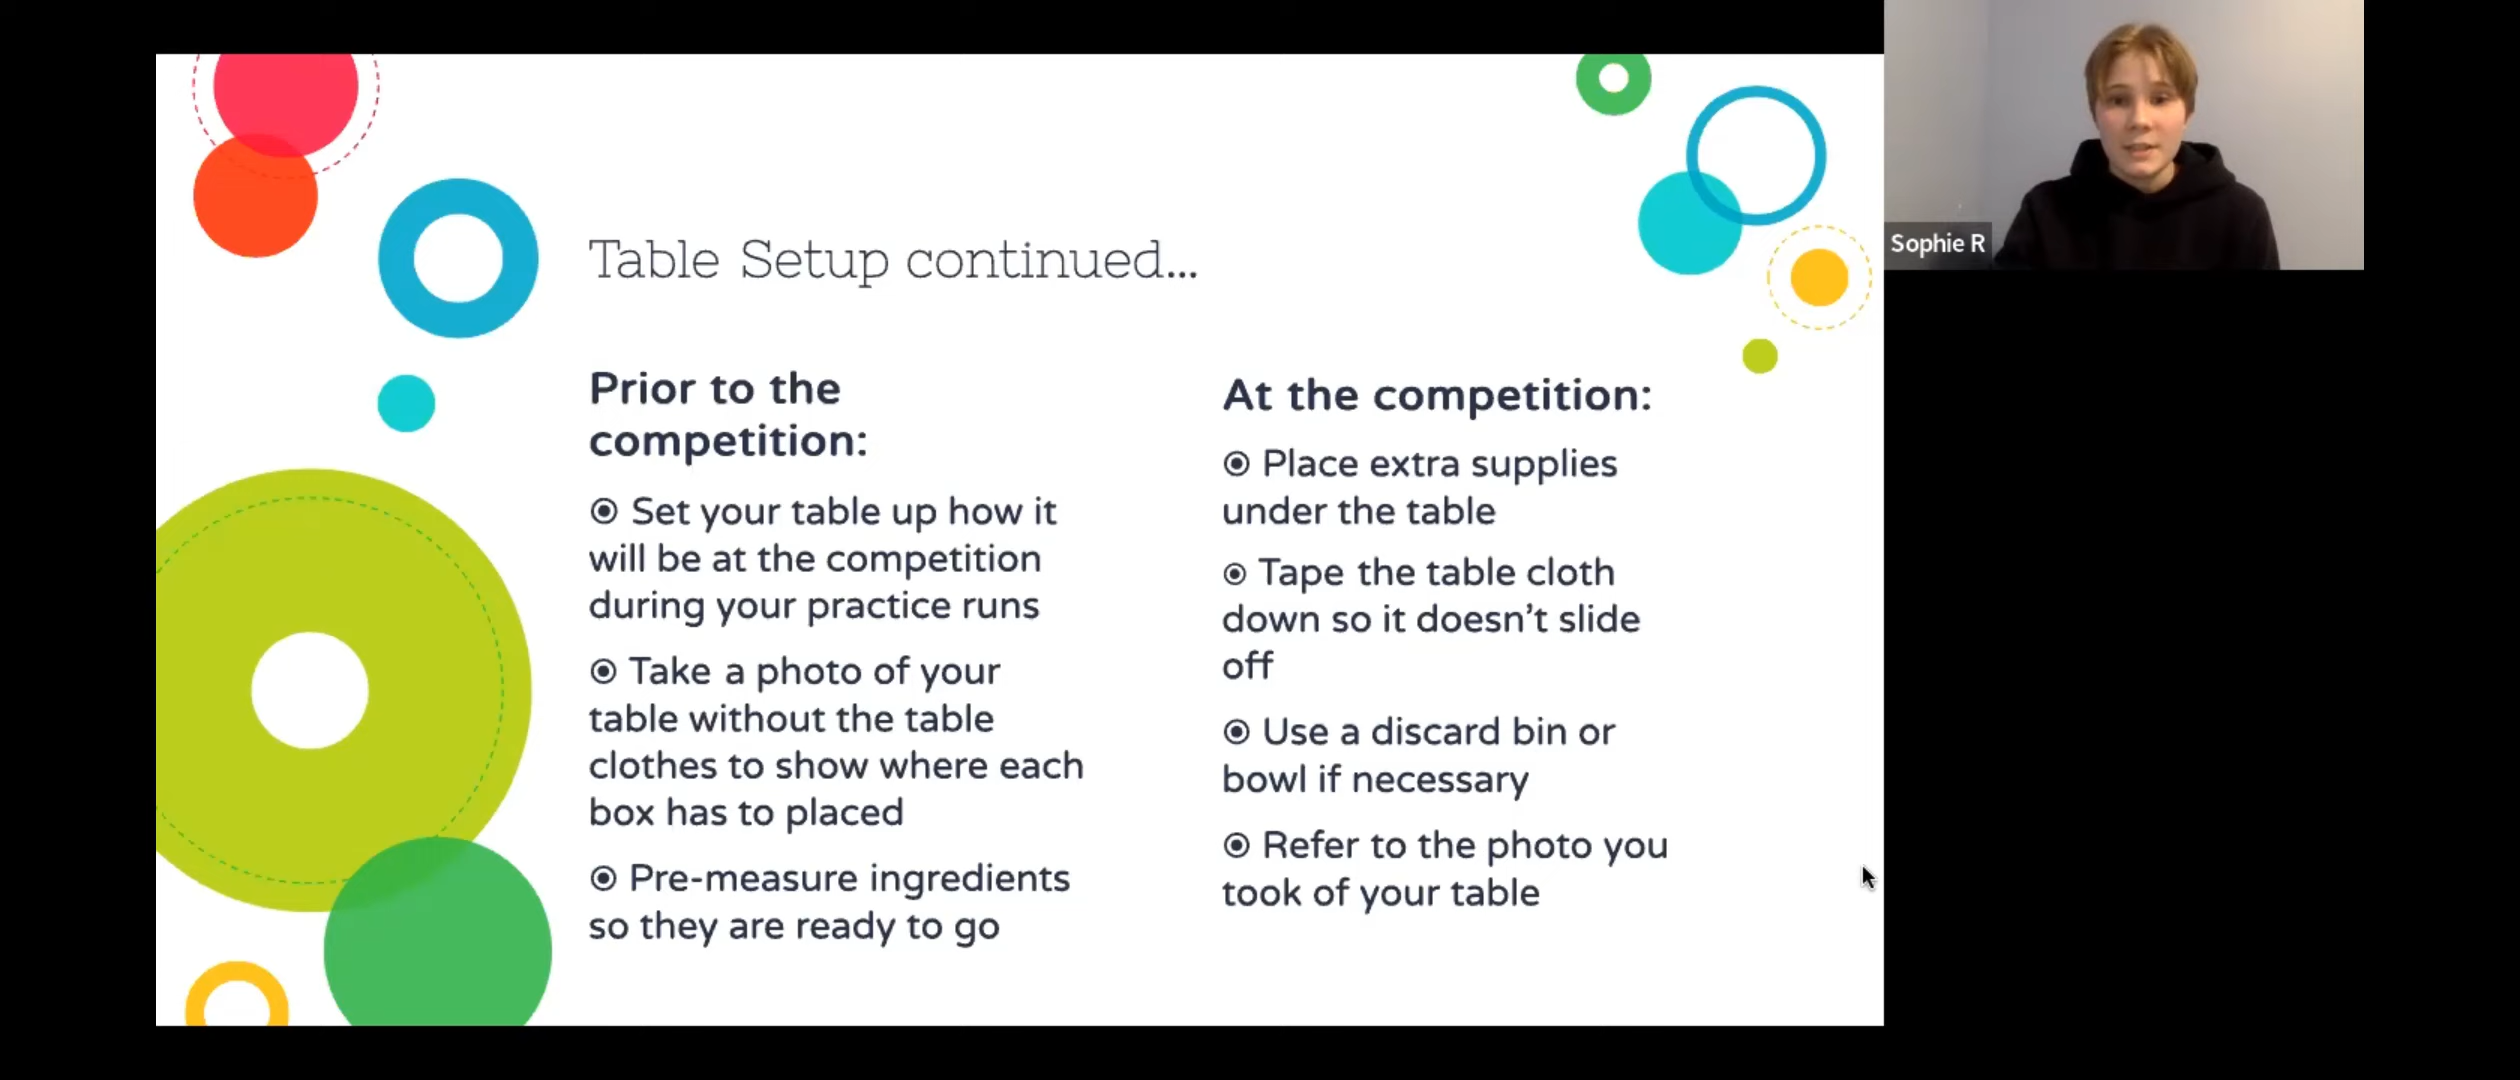 Table Setup continued...
Prior to the
competition:
◉ Set your table up how it
will be at the competition
during your practice runs
◉ Take a photo of your
table without the table
clothes to show where each
box has to placed
◉ Pre-measure ingredients
so they are ready to go
At the competition:
◉ Place extra supplies
under the table
◉ Tape the table cloth
down so it doesn’t slide
off
◉ Use a discard bin or
bowl if necessary
◉ Refer to the photo you
took of your table
Sophie R